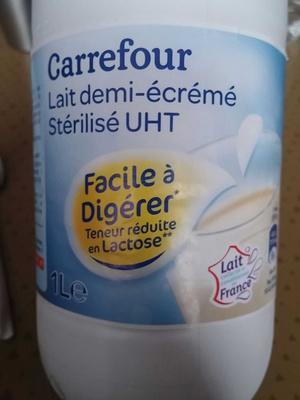 Carrefour
Lait demi-écrémé
Stérilisé UHT
Facile à
Digérer*
Teneur réduite
en Lactose**
1L e
Lait
France